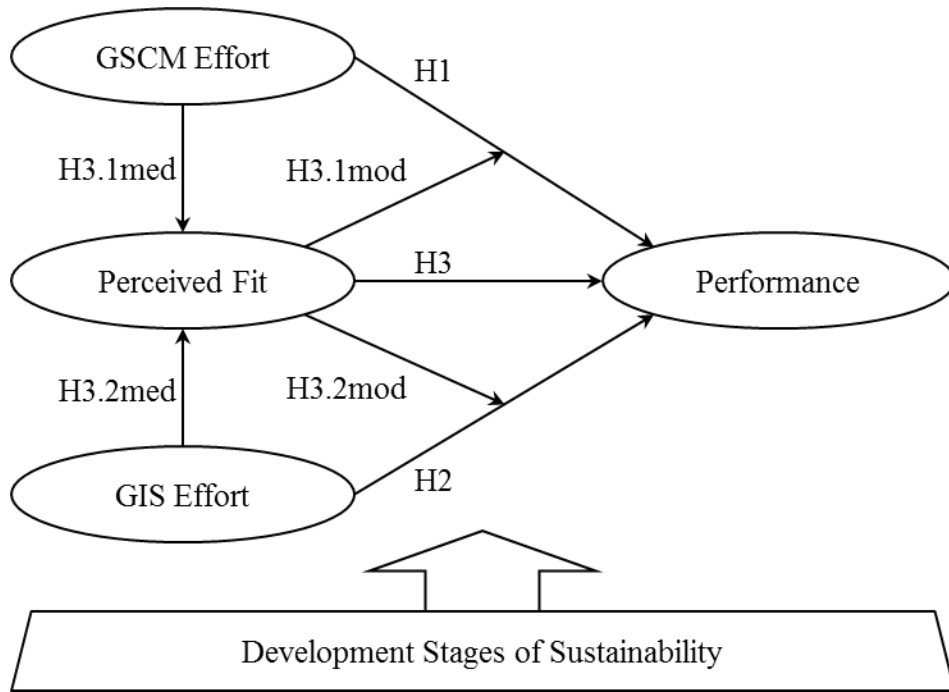 GSCM Effort
H1
H3.1med
H3.1mod
Perceived Fit
H3
Performance
H3.2med
H3.2mod
GIS Effort
H2
Development Stages of Sustainability